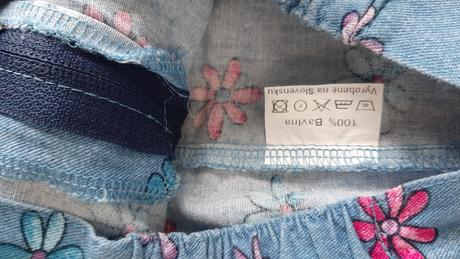 100% Bavlna
Vyrobené na Slovensku